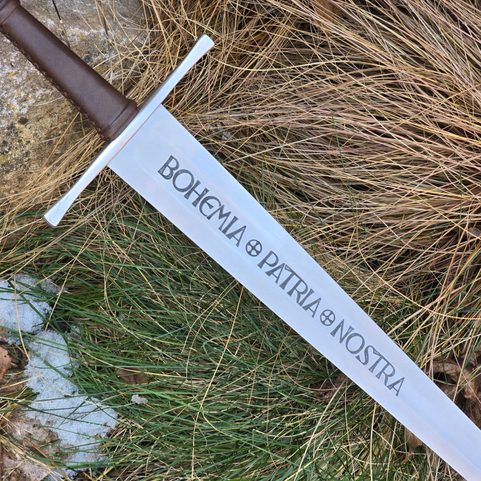 BOHEMIA ⊕ PATRIA ⊕ NOSTRA